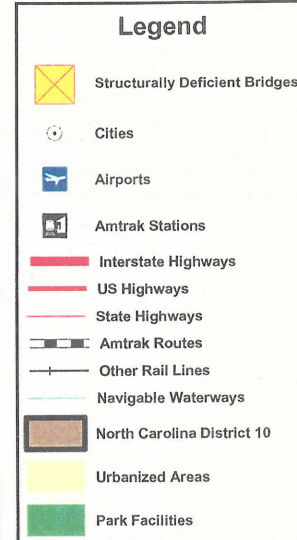 Legend
Structurally Deficient Bridges
Cities
Airports
Amtrak Stations
Interstate Highways
US Highways
State Highways
Amtrak Routes
Other Rail Lines
Navigable Waterways
North Carolina District 10
Urbanized Areas
Park Facilities